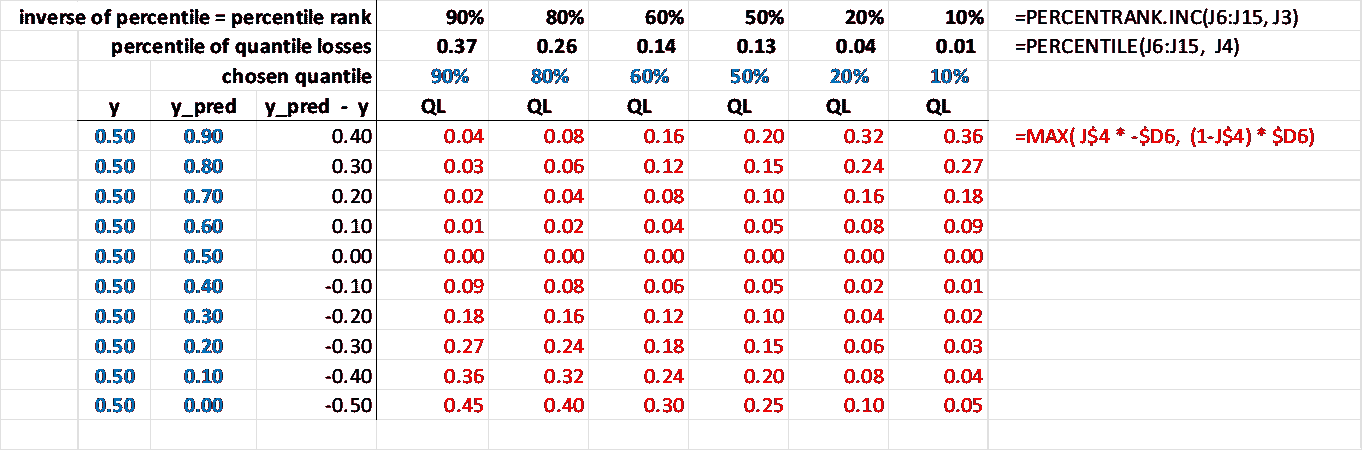 inverse of percentile = percentile rank 90% 80% 60% 50% 20% 10% =PERCENTRANK.INC(J6:J15, J3)
percentile of quantile losses 0.37 0.26 0.14 0.13 0.04 0.01 =PERCENTILE(J6:J15, J4)
chosen quantile 90% 80% 60% 50% 20% 10%
y y_pred y_pred - y QL QL QL QL QL QL
0.50 0.90 0.40 0.04 0.08 0.16 0.20 0.32 0.36 =MAX( J$4 * -$D6, (1-J$4) * $D6)
0.50 0.80 0.30 0.03 0.06 0.12 0.15 0.24 0.27
0.50 0.70 0.20 0.02 0.04 0.08 0.10 0.16 0.18
0.50 0.60 0.10 0.01 0.02 0.04 0.05 0.08 0.09
0.50 0.50 0.00 0.00 0.00 0.00 0.00 0.00 0.00
0.50 0.40 -0.10 0.09 0.08 0.06 0.05 0.02 0.01
0.50 0.30 -0.20 0.18 0.16 0.12 0.10 0.04 0.02
0.50 0.20 -0.30 0.27 0.24 0.18 0.15 0.06 0.03
0.50 0.10 -0.40 0.36 0.32 0.24 0.20 0.08 0.04
0.50 0.00 -0.50 0.45 0.40 0.30 0.25 0.10 0.05